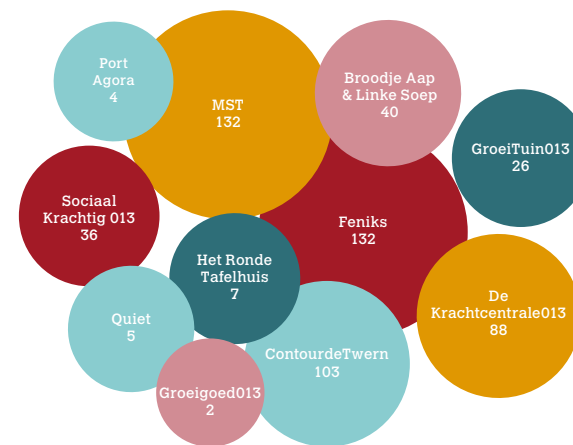 Port
Agora
4
MST
132
Broodje Aap
& Linke Soep
40
GroeiTuin013
26
Sociaal
Krachtig 013
36
Feniks
132
Het Ronde
Tafelhuis
7
De
Krachtcentrale013
88
Quiet
5
ContourdeTwern
103
Groeigoed013
2